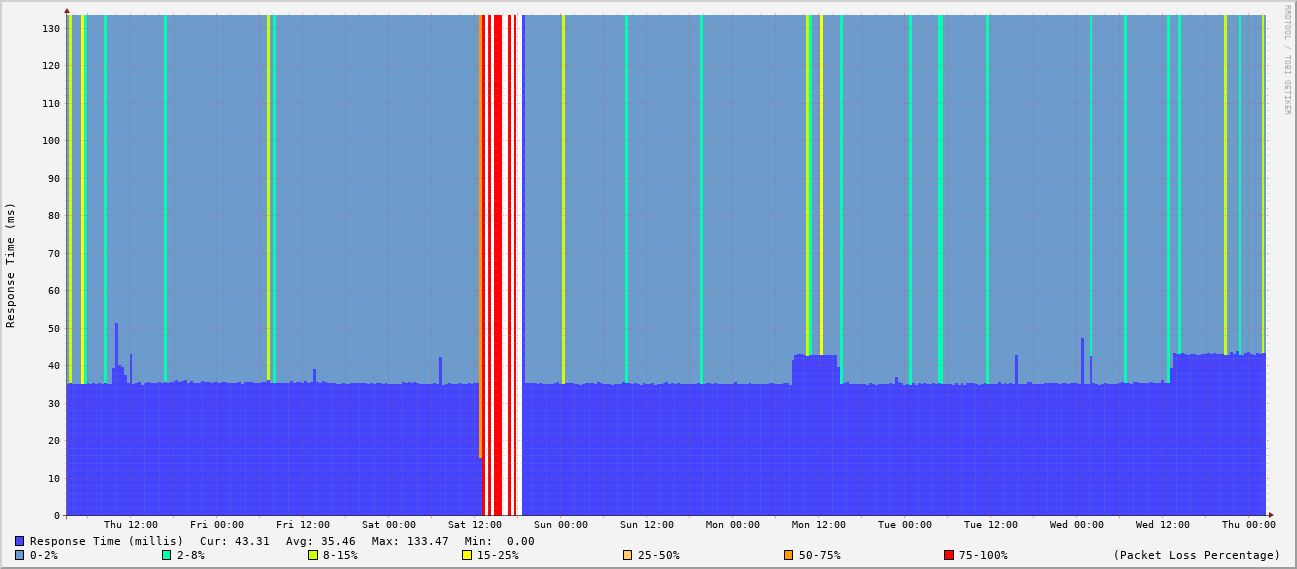 RRDTOOL / TOBI OETIKER
Response Time (ms)
130
120
110
100
90
80
70
60
50
40
30
20
10
0
Thu 12:00 Fri 00:00 Fri 12:00 Sat 00:00 Sat 12:00 Sun 00:00 Sun 12:00 Mon 00:00 Mon 12:00 Tue 00:00 Tue 12:00 Wed 00:00 Wed 12:00 Thu 00:00
Response Time (millis) Cur: 43.31 Avg: 35.46 Max: 133.47 Min: 0.00
0-2% 2-8% 8-15% 15-25% 25-50% 50-75% 75-100% (Packet Loss Percentage)